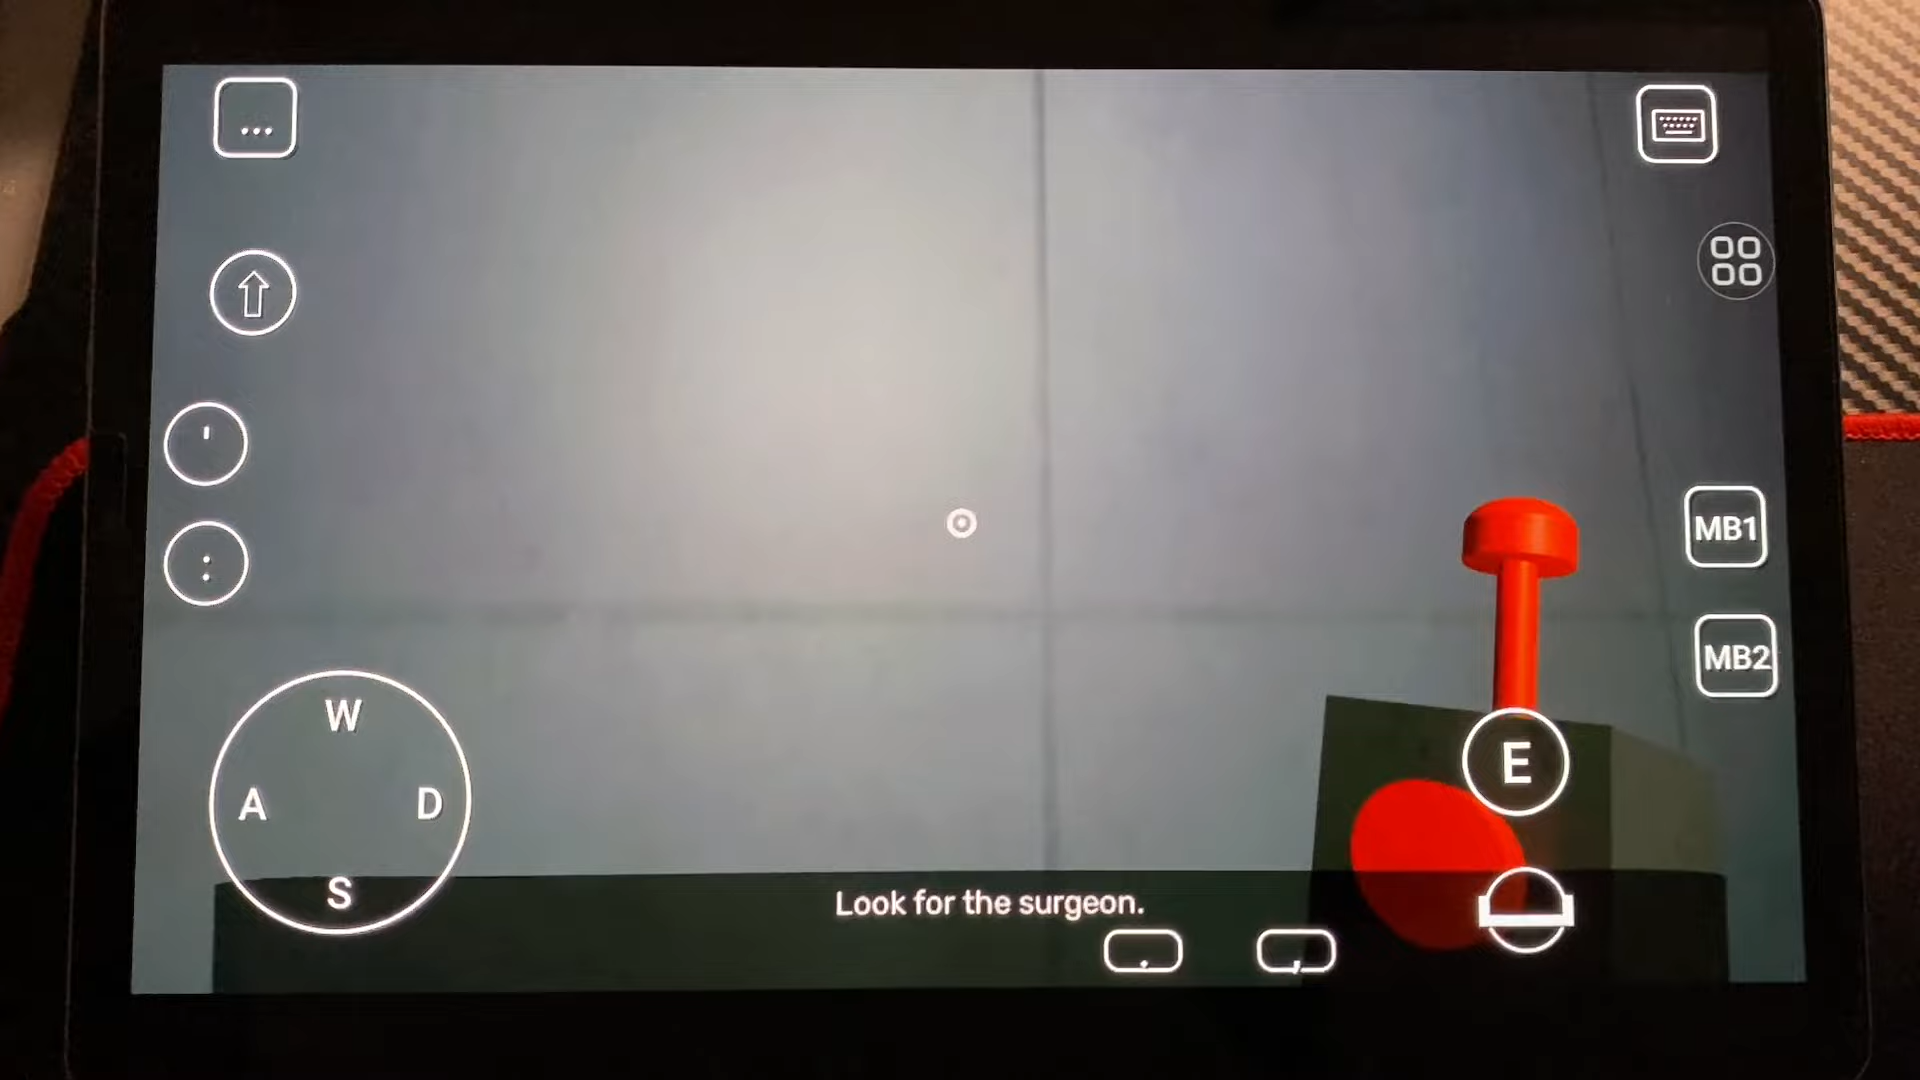 ...
'
:
MB1
MB2
W
A D
S
E
Look for the surgeon.
. ,